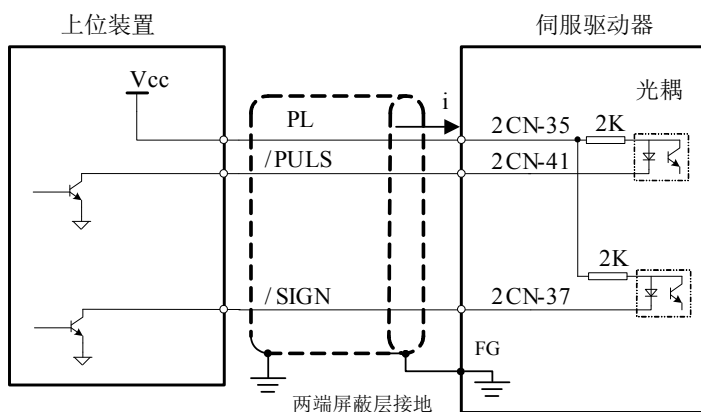 上位装置
伺服驱动器
Vcc
光耦
i
PL
2CN-35
2K
/PULS
2CN-41
2K
/SIGN
2CN-37
FG
两端屏蔽层接地